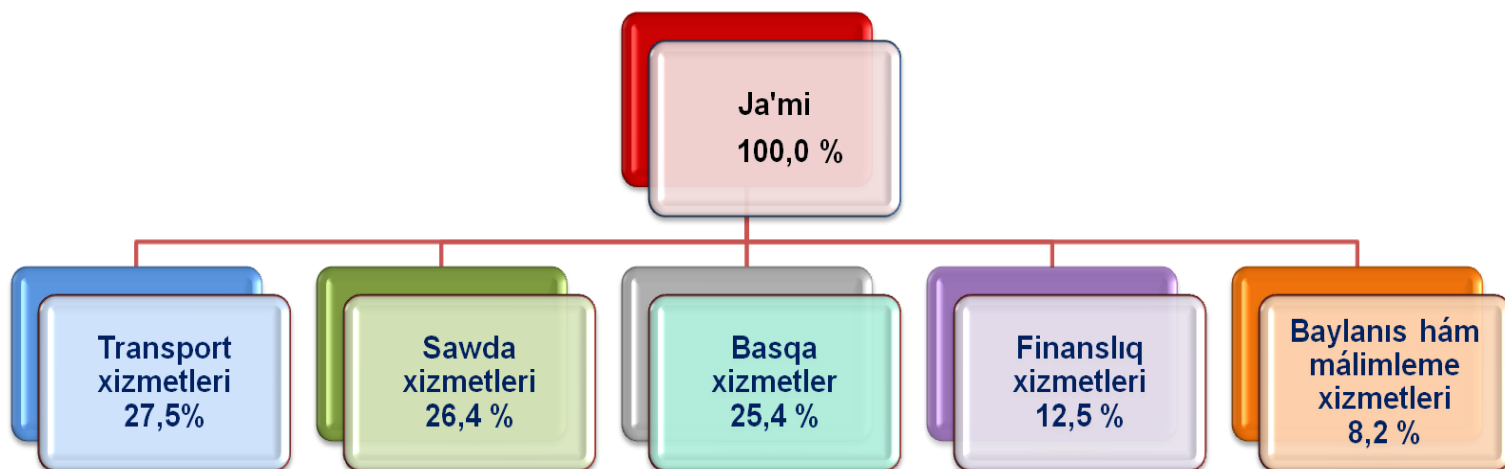 Ja'mi
100,0 %
Transport
xizmetleri
27,5%
Sawda
xizmetleri
26,4 %
Basqa
xizmetler
25,4 %
Finanslıq
xizmetleri
12,5 %
Baylanıs hám
málimleme
xizmetleri
8,2 %